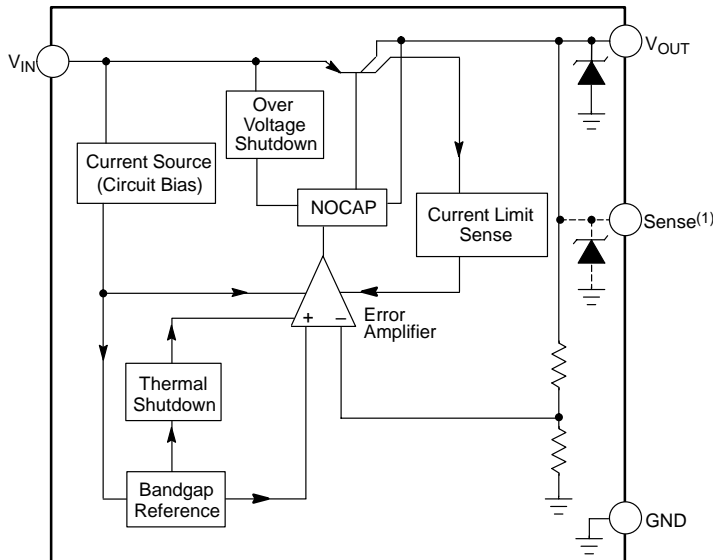 VIN
VOUT
Over
Voltage
Shutdown
Current Source
(Circuit Bias)
NOCAP
Current Limit
Sense
Sense(1)
+
−
Error
Amplifier
Thermal
Shutdown
Bandgap
Reference
GND